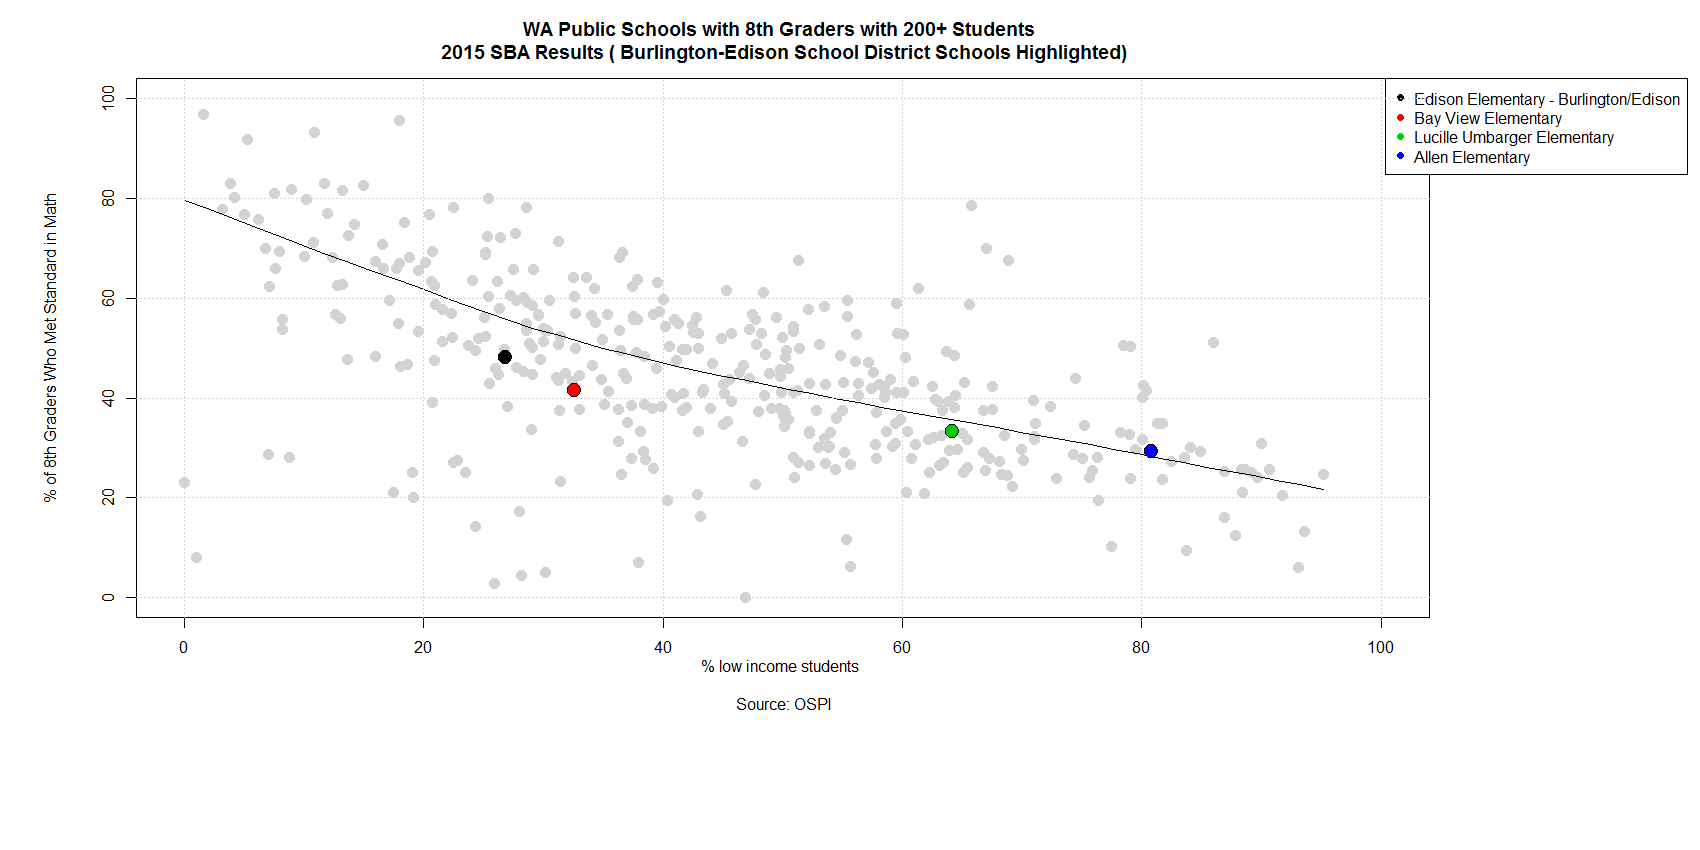 WA Public Schools with 8th Graders with 200+ Students
2015 SBA Results ( Burlington-Edison School District Schools Highlighted)
Edison Elementary - Burlington/Edison
Bay View Elementary
Lucille Umbarger Elementary
Allen Elementary
% of 8th Graders Who Met Standard in Math
100
80
60
40
20
0
0 20 40 60 80 100
% low income students
Source: OSPI